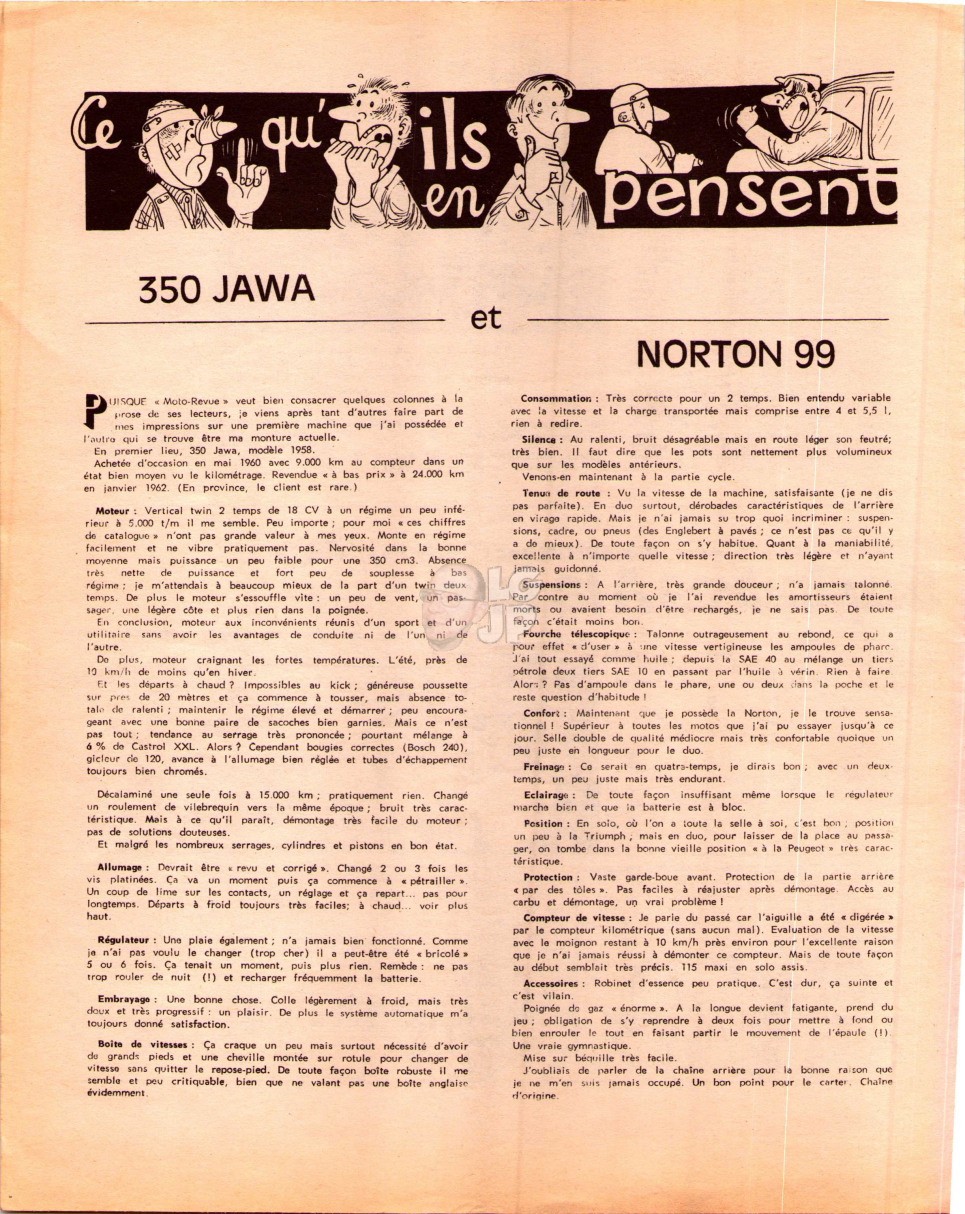 Ce qu'ils en pensent
350 JAWA
et
NORTON 99
PUISQUE « Moto-Revue » veut bien consacrer quelques colonnes à la
prose de ses lecteurs, je viens après tant d'autres faire part de
mes impressions sur une première machine que j'ai possédée et
l'autre qui se trouve être ma monture actuelle.
En premier lieu, 350 Jawa, modèle 1958.
Achetée d'occasion en mai 1960 avec 9.000 km au compteur dans un
état bien moyen vu le kilométrage. Revendue « à bas prix » à 24.000 km
en janvier 1962. (En province, le client est rare.)
Moteur : Vertical twin 2 temps de 18 CV à un régime un peu infé-
rieur à 5.000 t/m il me semble. Peu importe ; pour moi « ces chiffres
de catalogue » n'ont pas grande valeur à mes yeux. Monte en régime
facilement et ne vibre pratiquement pas. Nervosité dans la bonne
moyenne mais puissance un peu faible pour une 350 cm3. Absence
très nette de puissance et fort peu de souplesse à bas
régime ; je m'attendais à beaucoup mieux de la part d'un twin deux
temps. De plus le moteur s'essouffle vite : un peu de vent, un pas-
sager, une légère côte et plus rien dans la poignée.
En conclusion, moteur aux inconvénients réunis d'un sport et d'un
utilitaire sans avoir les avantages de conduite ni de l'un ni de
l'autre.
De plus, moteur craignant les fortes températures. L'été, près de
10 km/h de moins qu'en hiver.
Et les départs à chaud ? Impossibles au kick ; généreuse poussette
sur près de 20 mètres et ça commence à tousser, mais absence to-
tale de ralenti ; maintenir le régime élevé et démarrer ; peu encoura-
geant avec une bonne paire de sacoches bien garnies. Mais ce n'est
pas tout ; tendance au serrage très prononcée ; pourtant mélange à
6 % de Castrol XXL. Alors ? Cependant bougies correctes (Bosch 240),
gicleur de 120, avance à l'allumage bien réglée et tubes d'échappement
toujours bien chromés.
Décalaminé une seule fois à 15.000 km ; pratiquement rien. Changé
un roulement de vilebrequin vers la même époque ; bruit très carac-
téristique. Mais à ce qu'il paraît, démontage très facile du moteur ;
pas de solutions douteuses.
Et malgré les nombreux serrages, cylindres et pistons en bon état.
Allumage : Devrait être « revu et corrigé ». Changé 2 ou 3 fois les
vis platinées. Ça va un moment puis ça commence à « pétrailler ».
Un coup de lime sur les contacts, un réglage et ça repart... pas pour
longtemps. Départs à froid toujours très faciles; à chaud... voir plus
haut.
Régulateur : Une plaie également ; n'a jamais bien fonctionné. Comme
je n'ai pas voulu le changer (trop cher) il a peut-être été « bricolé »
5 ou 6 fois. Ça tenait un moment, puis plus rien. Remède : ne pas
trop rouler de nuit (!) et recharger fréquemment la batterie.
Embrayage : Une bonne chose. Colle légèrement à froid, mais très
doux et très progressif : un plaisir. De plus le système automatique m'a
toujours donné satisfaction.
Boîte de vitesses : Ça craque un peu mais surtout nécessité d'avoir
de grands pieds et une cheville montée sur rotule pour changer de
vitesse sans quitter le repose-pied. De toute façon boîte robuste il me
semble et peu critiquable, bien que ne valant pas une boîte anglaise
évidemment.
Consommation : Très correcte pour un 2 temps. Bien entendu variable
avec la vitesse et la charge transportée mais comprise entre 4 et 5,5 l,
rien à redire.
Silence : Au ralenti, bruit désagréable mais en route léger son feutré;
très bien. Il faut dire que les pots sont nettement plus volumineux
que sur les modèles antérieurs.
Venons-en maintenant à la partie cycle.
Tenue de route : Vu la vitesse de la machine, satisfaisante (je ne dis
pas parfaite). En duo surtout, dérobades caractéristiques de l'arrière
en virage rapide. Mais je n'ai jamais su trop quoi incriminer : suspen-
sions, cadre, ou pneus (des Englebert à pavés ; ce n'est pas ce qu'il y
a de mieux). De toute façon on s'y habitue. Quant à la maniabilité,
excellente à n'importe quelle vitesse ; direction très légère et n'ayant
jamais guidonné.
Suspensions : A l'arrière, très grande douceur ; n'a jamais talonné.
Par contre au moment où je l'ai revendue les amortisseurs étaient
morts ou avaient besoin d'être rechargés, je ne sais pas. De toute
façon c'était moins bon.
Fourche télescopique : Talonne outrageusement au rebond, ce qui a
pour effet « d'user » à une vitesse vertigineuse les ampoules de phare.
J'ai tout essayé comme huile ; depuis la SAE 40 au mélange un tiers
pétrole deux tiers SAE 10 en passant par l'huile à vérin. Rien à faire.
Alors ? Pas d'ampoule dans le phare, une ou deux dans la poche et le
reste question d'habitude !
Confort : Maintenant que je possède la Norton, je le trouve sensa-
tionnel ! Supérieur à toutes les motos que j'ai pu essayer jusqu'à ce
jour. Selle double de qualité médiocre mais très confortable quoique un
peu juste en longueur pour le duo.
Freinage : Ce serait en quatre-temps, je dirais bon ; avec un deux-
temps, un peu juste mais très endurant.
Eclairage : De toute façon insuffisant même lorsque le régulateur
marche bien et que la batterie est à bloc.
Position : En solo, où l'on a toute la selle à soi, c'est bon ; position
un peu à la Triumph ; mais en duo, pour laisser de la place au passa-
ger, on tombe dans la bonne vieille position « à la Peugeot » très carac-
téristique.
Protection : Vaste garde-boue avant. Protection de la partie arrière
« par des tôles ». Pas faciles à réajuster après démontage. Accès au
carbu et démontage, un vrai problème !
Compteur de vitesse : Je parle du passé car l'aiguille a été « digérée »
par le compteur kilométrique (sans aucun mal). Evaluation de la vitesse
avec le moignon restant à 10 km/h près environ pour l'excellente raison
que je n'ai jamais réussi à démonter ce compteur. Mais de toute façon
au début semblait très précis. 115 maxi en solo assis.
Accessoires : Robinet d'essence peu pratique. C'est dur, ça suinte et
c'est vilain.
Poignée de gaz « énorme ». A la longue devient fatigante, prend du
jeu ; obligation de s'y reprendre à deux fois pour mettre à fond ou
bien enrouler le tout en faisant partir le mouvement de l'épaule (!).
Une vraie gymnastique.
Mise sur béquille très facile.
J'oubliais de parler de la chaîne arrière pour la bonne raison que
je ne m'en suis jamais occupé. Un bon point pour le carter. Chaîne
d'origine.